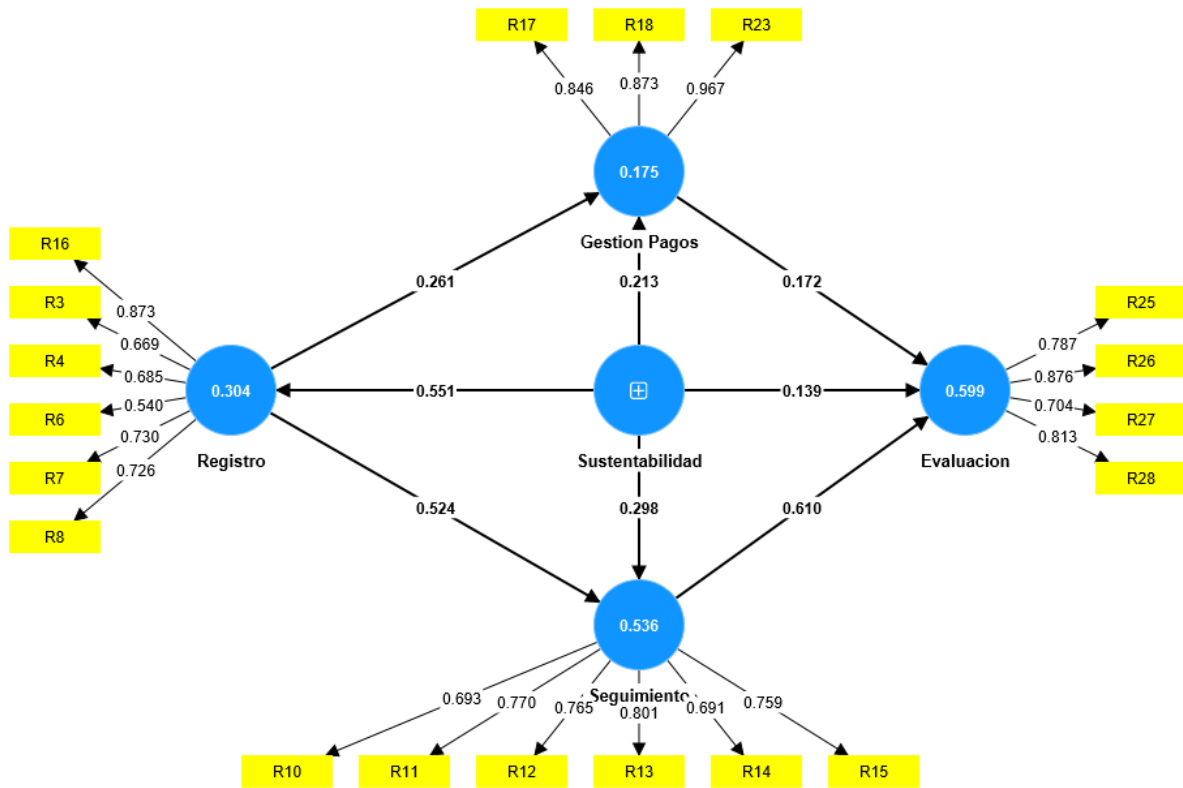 R17
R18
R23
0.846
0.873
0.967
0.175
Gestion Pagos
R16
R3
R4
R6
R7
R8
0.873
0.669
0.685
0.540
0.730
0.726
0.304
Registro
0.261
0.213
0.172
0.551
Sustentabilidad
0.139
0.599
Evaluacion
R25
R26
R27
R28
0.787
0.876
0.704
0.813
0.524
0.298
0.610
0.536
Seguimiento
0.693
0.770
0.765
0.801
0.691
0.759
R10
R11
R12
R13
R14
R15